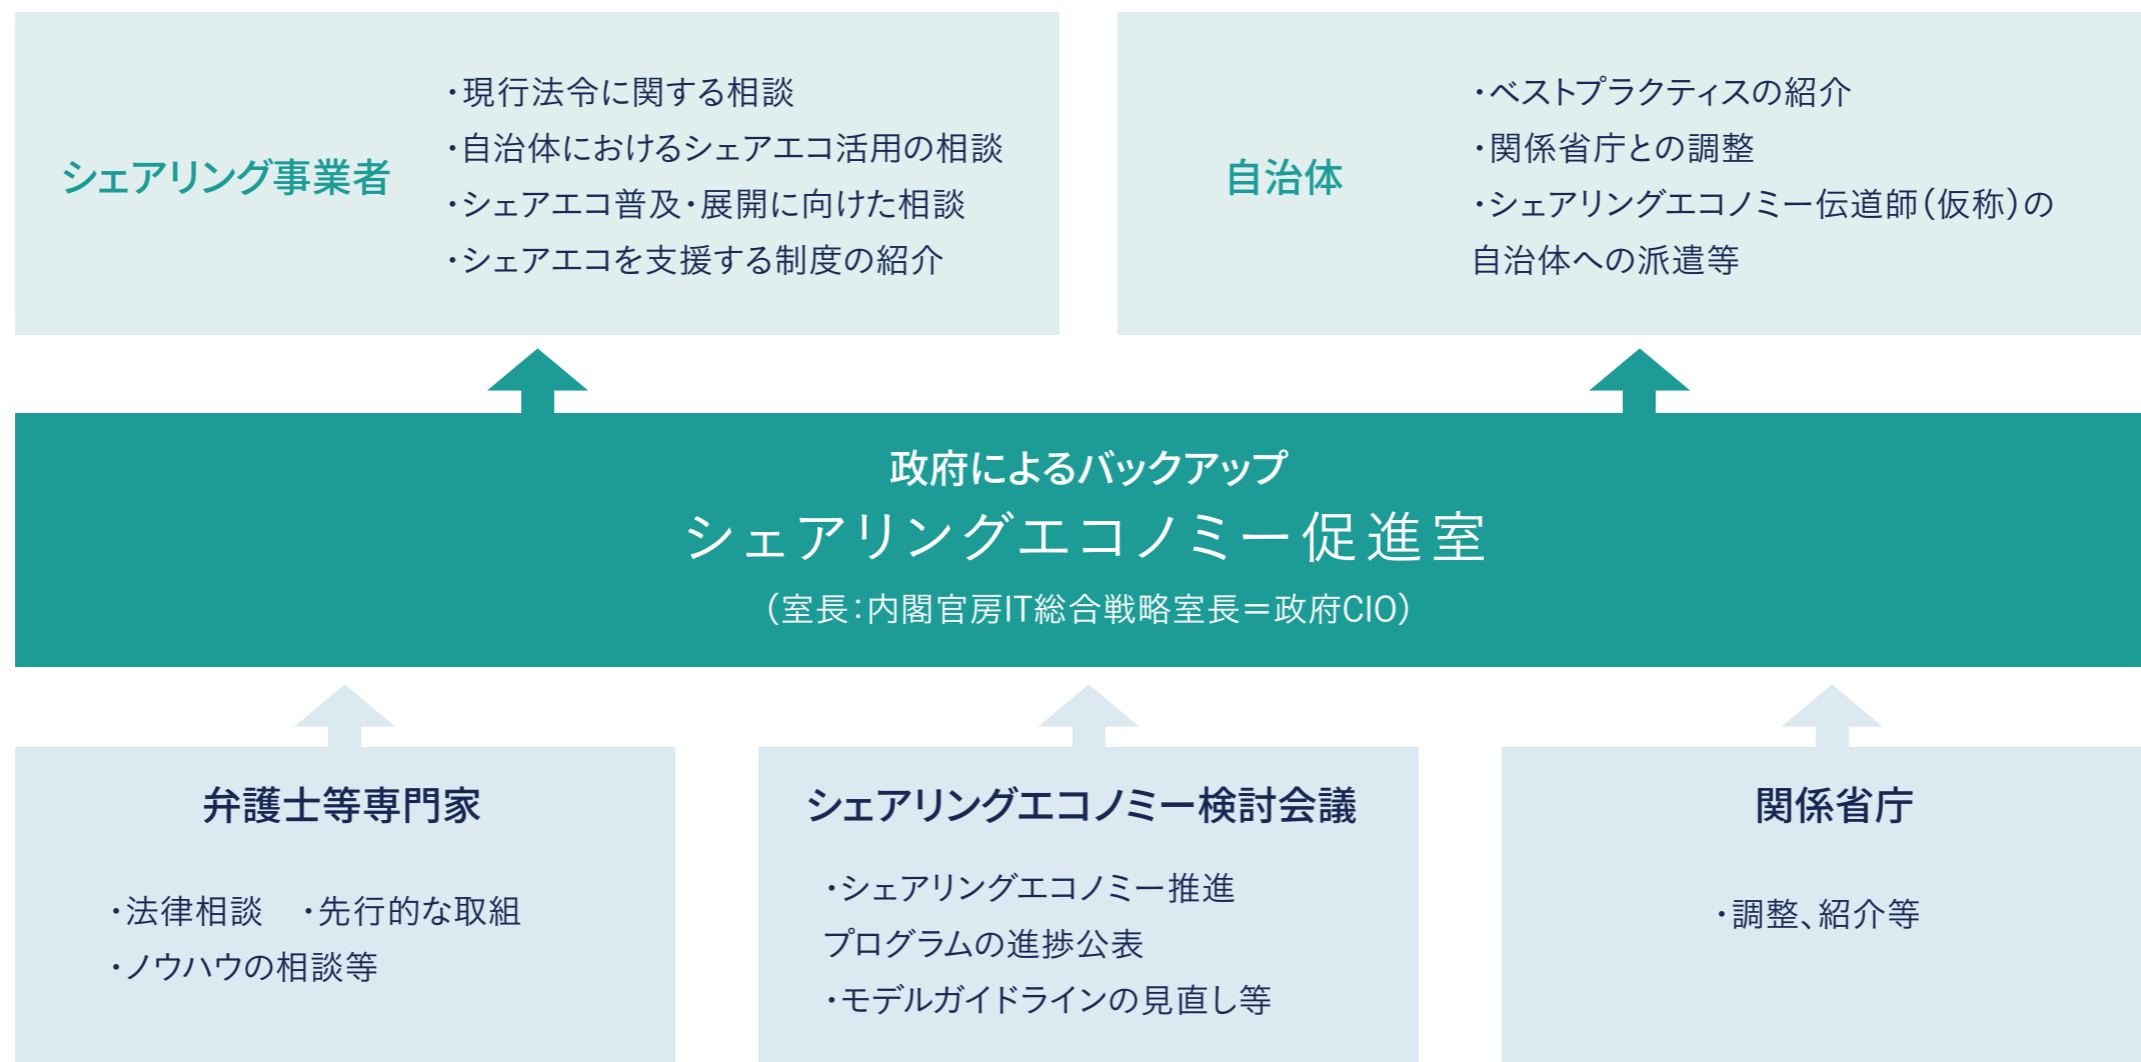 シェアリング事業者
・現行法令に関する相談
・自治体におけるシェアエコ活用の相談
・シェアエコ普及・展開に向けた相談
・シェアエコを支援する制度の紹介
自治体
・ベストプラクティスの紹介
・関係省庁との調整
・シェアリングエコノミー伝道師（仮称）の
自治体への派遣等
政府によるバックアップ
シェアリングエコノミー促進室
（室長：内閣官房IT総合戦略室長＝政府CIO）
弁護士等専門家
・法律相談　・先行的な取組
・ノウハウの相談等
シェアリングエコノミー検討会議
・シェアリングエコノミー推進
プログラムの進捗公表
・モデルガイドラインの見直し等
関係省庁
・調整、紹介等